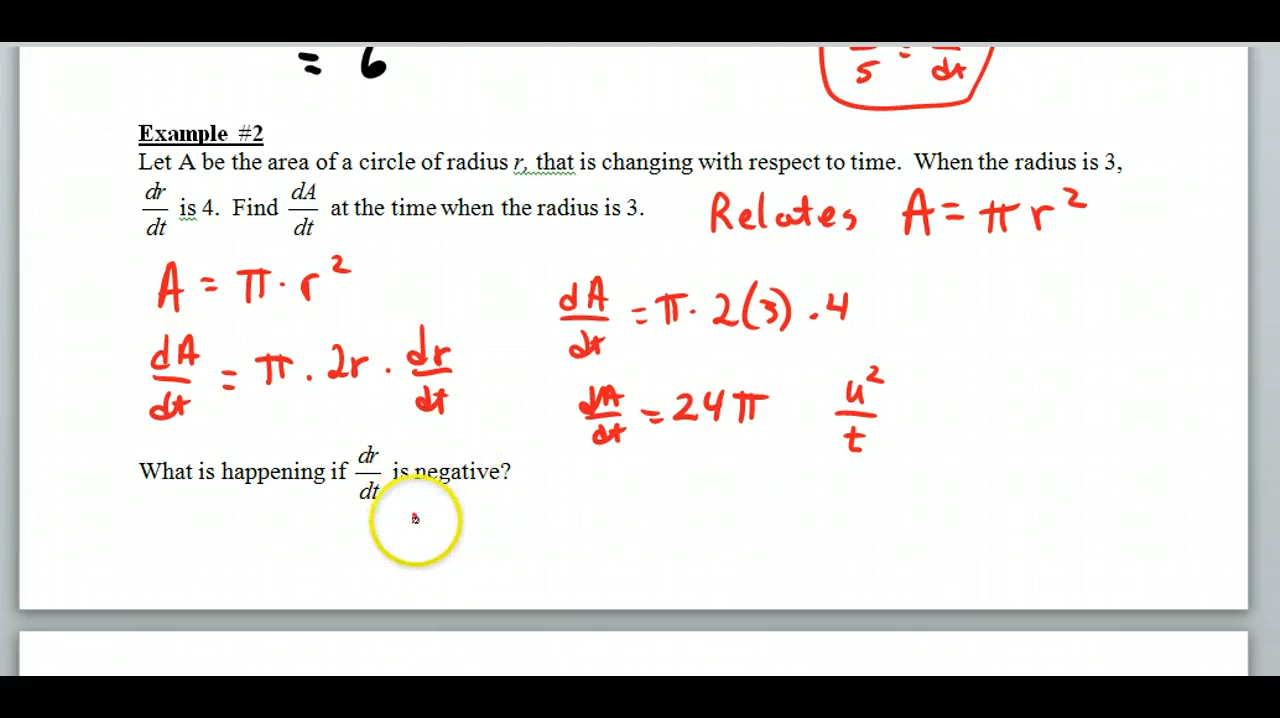 = 6
5 = dt
Example #2
Let A be the area of a circle of radius r, that is changing with respect to time. When the radius is 3,
dr/dt is 4. Find dA/dt at the time when the radius is 3.
Relates A = πr²
A = π · r²
dA/dt = π · 2r · dr/dt
dA/dt = π · 2(3) · 4
dA/dt = 24π u²/t
What is happening if dr/dt is negative?